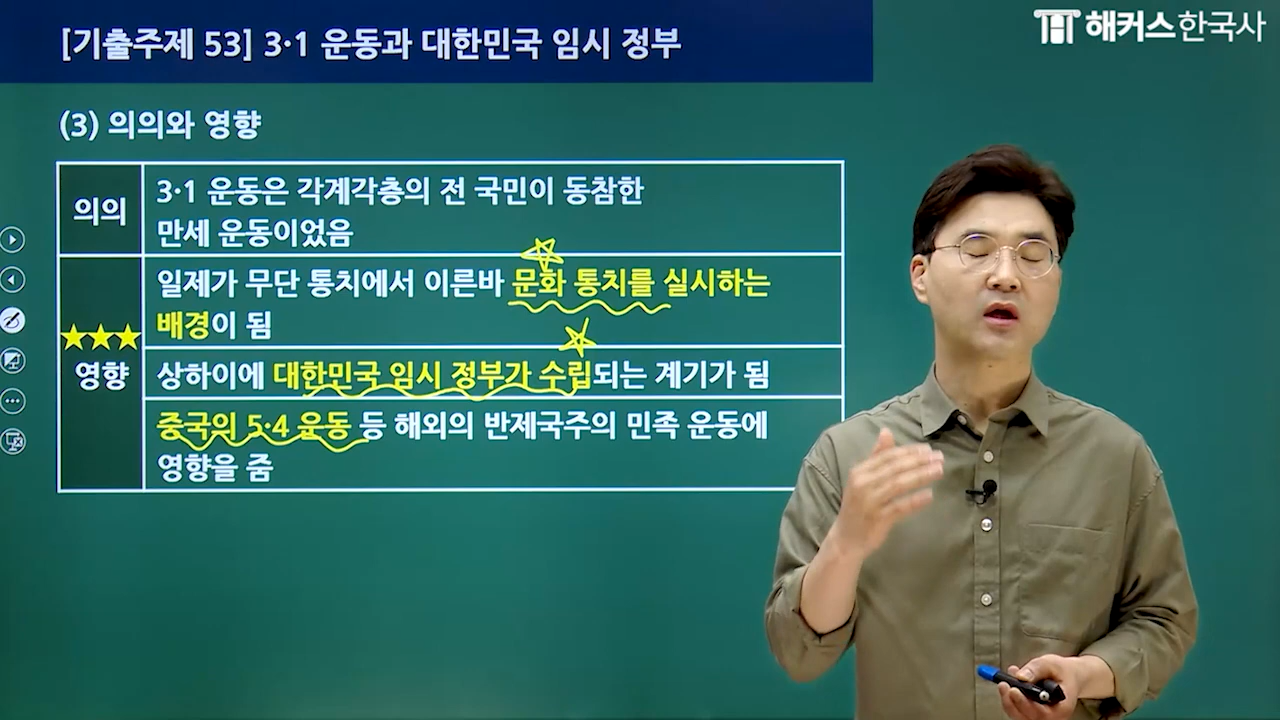 [기출주제 53] 3·1 운동과 대한민국 임시 정부
해커스한국사
(3) 의의와 영향
의의
3·1 운동은 각계각층의 전 국민이 동참한
만세 운동이었음
★★★
영향
일제가 무단 통치에서 이른바 문화 통치를 실시하는
배경이 됨
상하이에 대한민국 임시 정부가 수립되는 계기가 됨
중국의 5·4 운동 등 해외의 반제국주의 민족 운동에
영향을 줌